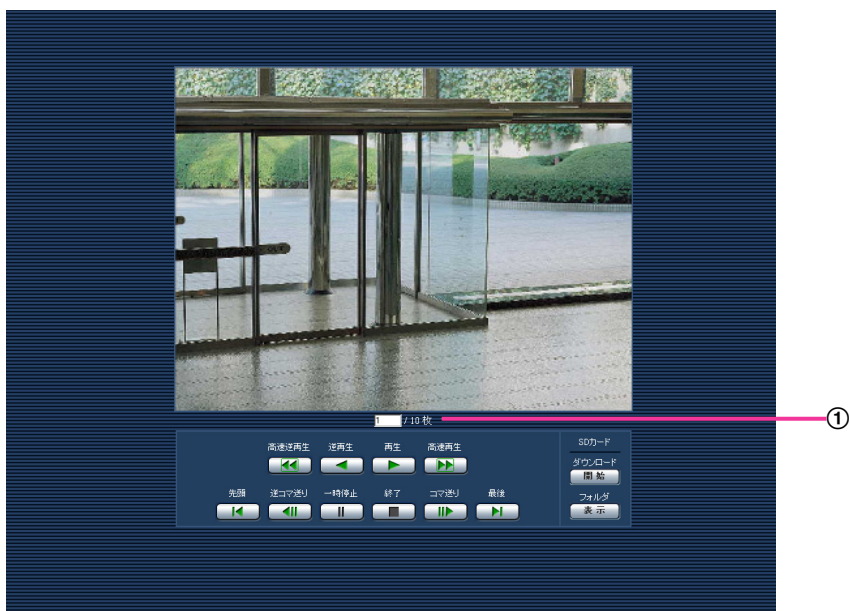 1 / 10 枚
①
高速逆再生 逆再生 再生 高速再生
SDカード
ダウンロード
開 始
先頭 逆コマ送り 一時停止 終了 コマ送り 最後
フォルダ
表 示